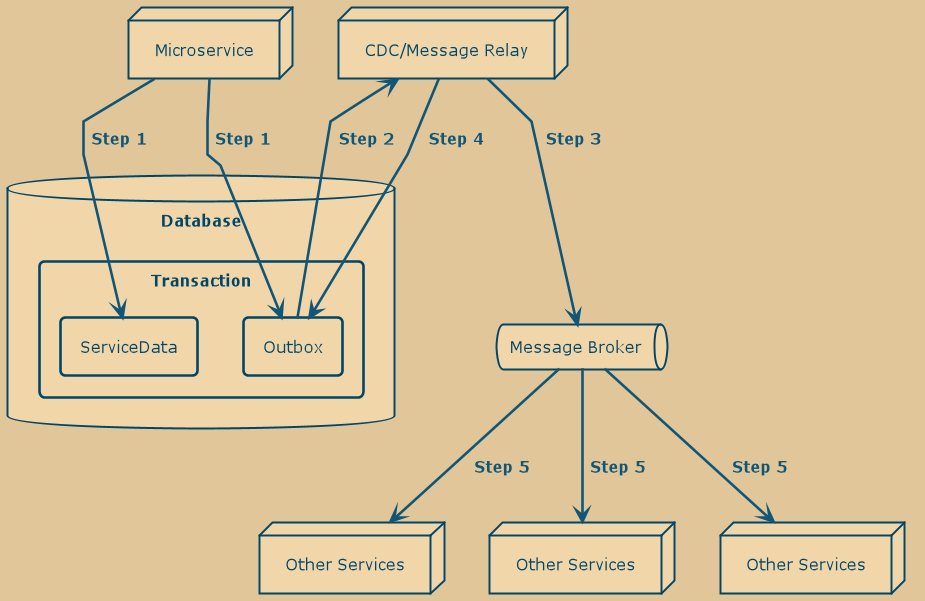 Microservice
CDC/Message Relay
Step 1
Step 1
Step 2
Step 4
Step 3
Database
Transaction
ServiceData
Outbox
Message Broker
Step 5
Step 5
Step 5
Other Services
Other Services
Other Services